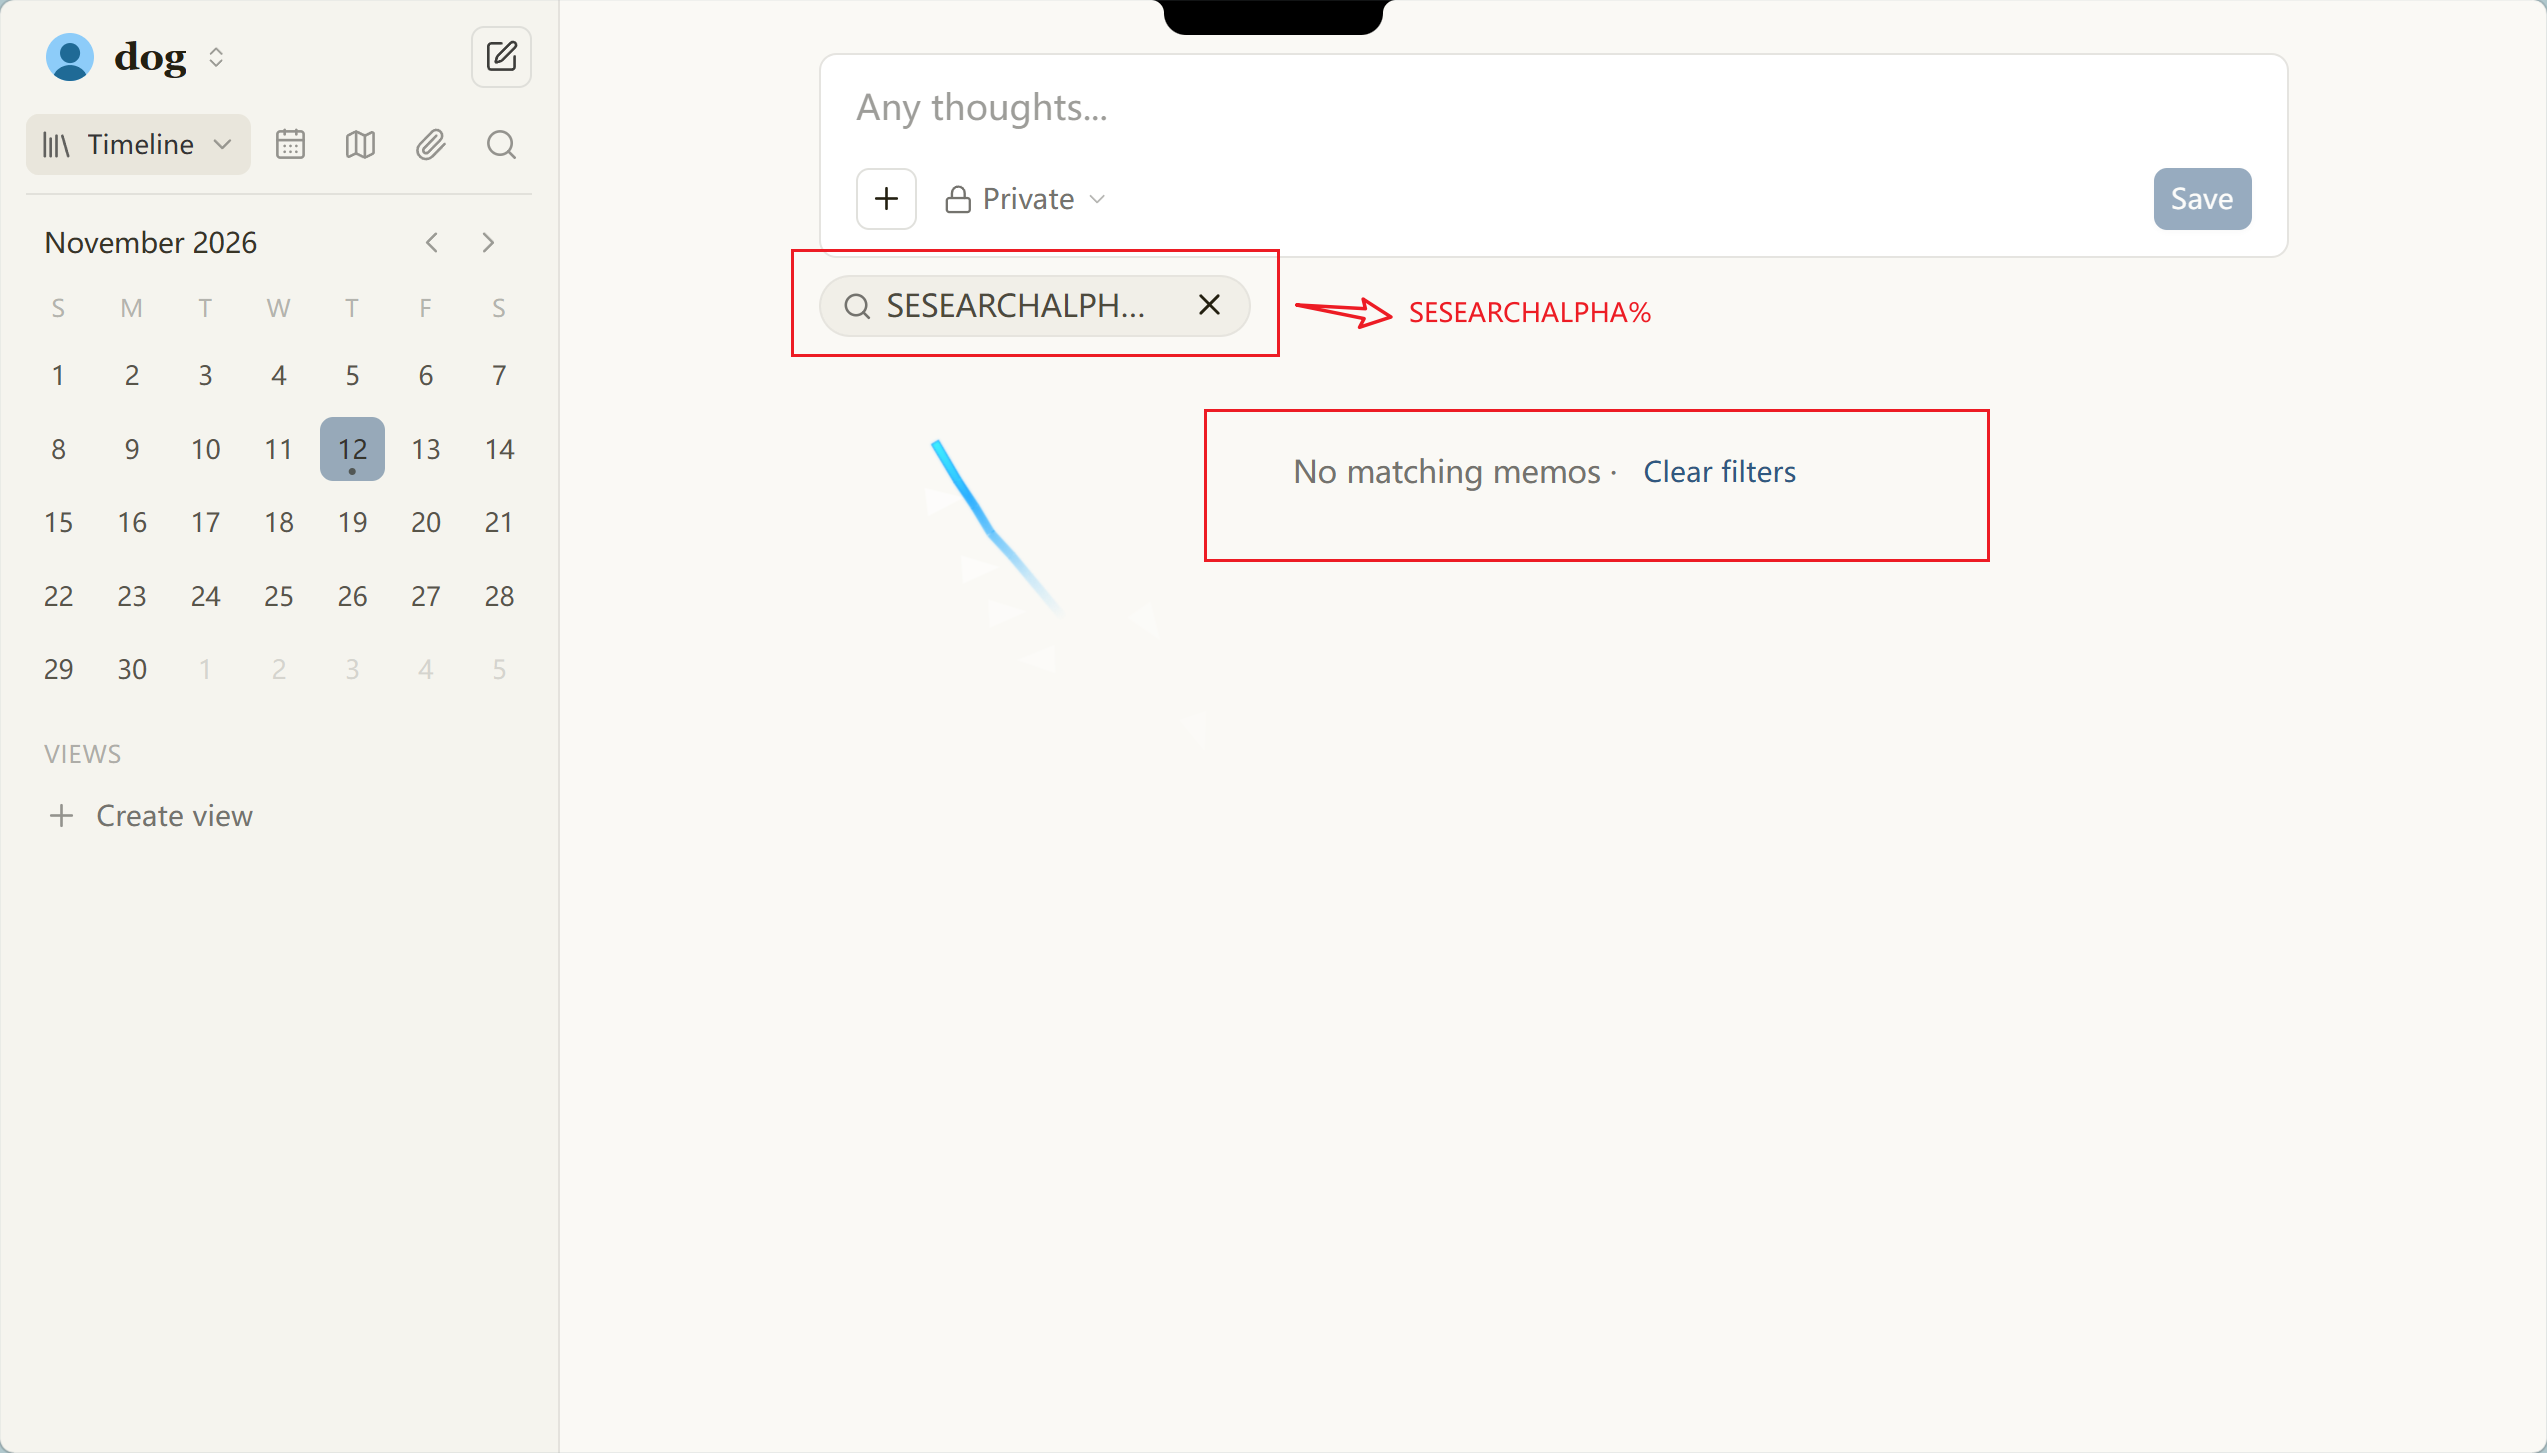 dog
Timeline
November 2026
S M T W T F S
1 2 3 4 5 6 7
8 9 10 11 12 13 14
15 16 17 18 19 20 21
22 23 24 25 26 27 28
29 30 1 2 3 4 5
VIEWS
Create view
Any thoughts...
Private
Save
SESEARCHALPH...
SESEARCHALPHA%
No matching memos · Clear filters